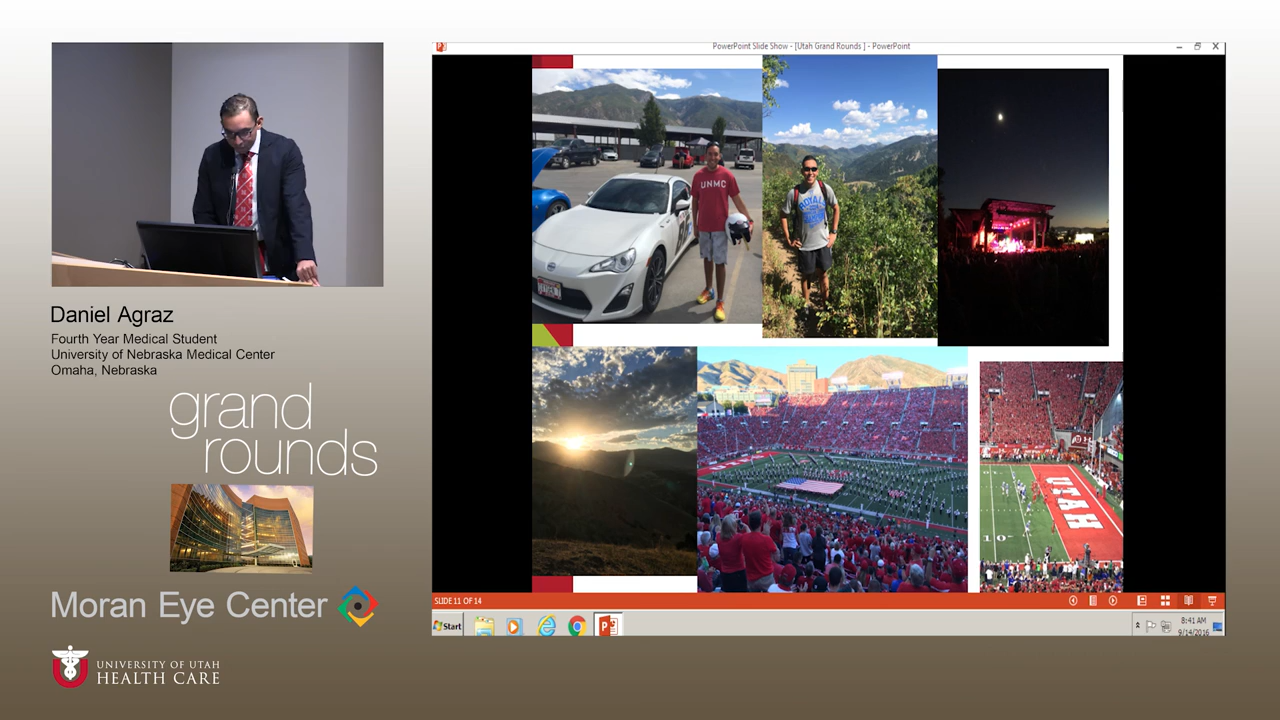 PowerPoint Slide Show - [Utah Grand Rounds ] - PowerPoint
UNMC
ROYALS
UTAH
10
SLIDE 11 OF 14
Start
8:41 AM
9/14/2016
Daniel Agraz
Fourth Year Medical Student
University of Nebraska Medical Center
Omaha, Nebraska
grand
rounds
Moran Eye Center
UNIVERSITY OF UTAH
HEALTH CARE